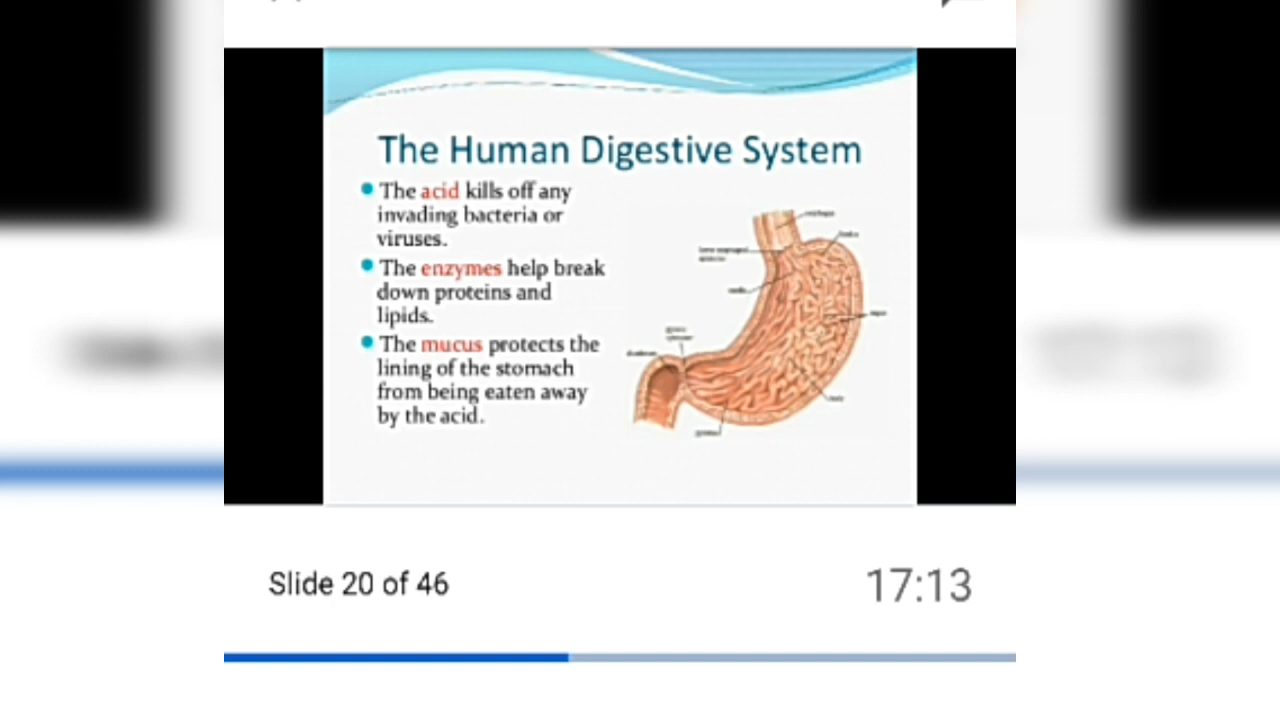 The Human Digestive System
The acid kills off any
invading bacteria or
viruses.
The enzymes help break
down proteins and
lipids.
The mucus protects the
lining of the stomach
from being eaten away
by the acid.
Slide 20 of 46
17:13